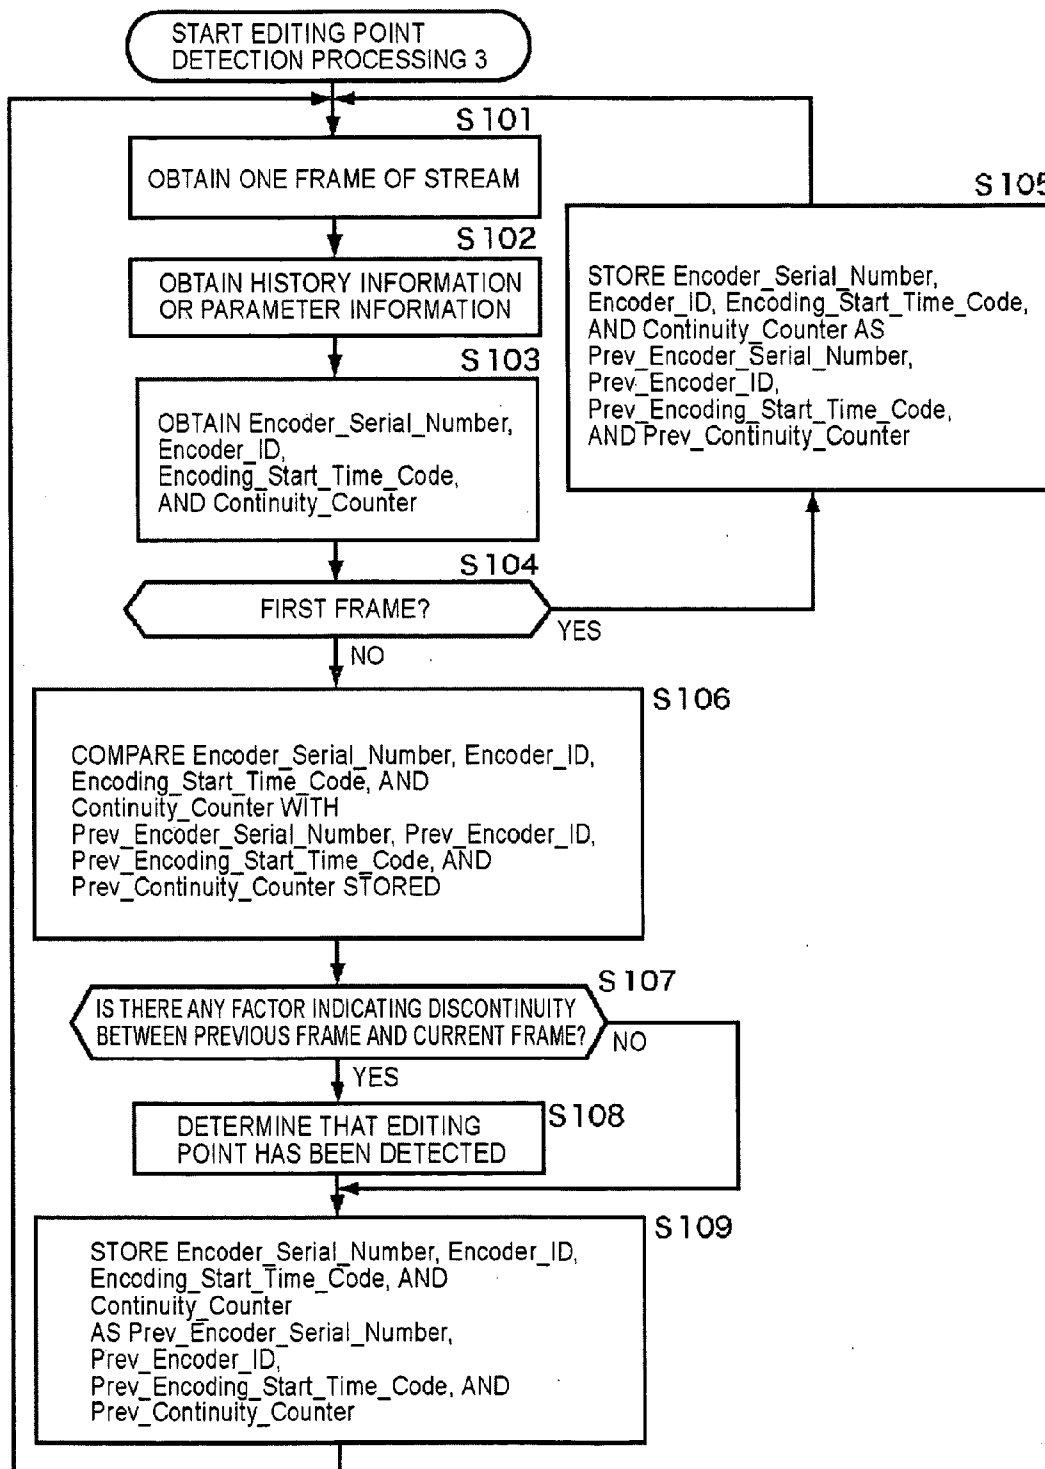 START EDITING POINT
DETECTION PROCESSING 3
S101
OBTAIN ONE FRAME OF STREAM
S102
OBTAIN HISTORY INFORMATION
OR PARAMETER INFORMATION
S103
OBTAIN Encoder_Serial_Number,
Encoder_ID,
Encoding_Start_Time_Code,
AND Continuity_Counter
S104
FIRST FRAME?
YES
NO
S105
STORE Encoder_Serial_Number,
Encoder_ID, Encoding_Start_Time_Code,
AND Continuity_Counter AS
Prev_Encoder_Serial_Number,
Prev_Encoder_ID,
Prev_Encoding_Start_Time_Code,
AND Prev_Continuity_Counter
S106
COMPARE Encoder_Serial_Number, Encoder_ID,
Encoding_Start_Time_Code, AND
Continuity_Counter WITH
Prev_Encoder_Serial_Number, Prev_Encoder_ID,
Prev_Encoding_Start_Time_Code, AND
Prev_Continuity_Counter STORED
S107
IS THERE ANY FACTOR INDICATING DISCONTINUITY
BETWEEN PREVIOUS FRAME AND CURRENT FRAME?
NO
YES
S108
DETERMINE THAT EDITING
POINT HAS BEEN DETECTED
S109
STORE Encoder_Serial_Number, Encoder_ID,
Encoding_Start_Time_Code, AND
Continuity_Counter
AS Prev_Encoder_Serial_Number,
Prev_Encoder_ID,
Prev_Encoding_Start_Time_Code, AND
Prev_Continuity_Counter